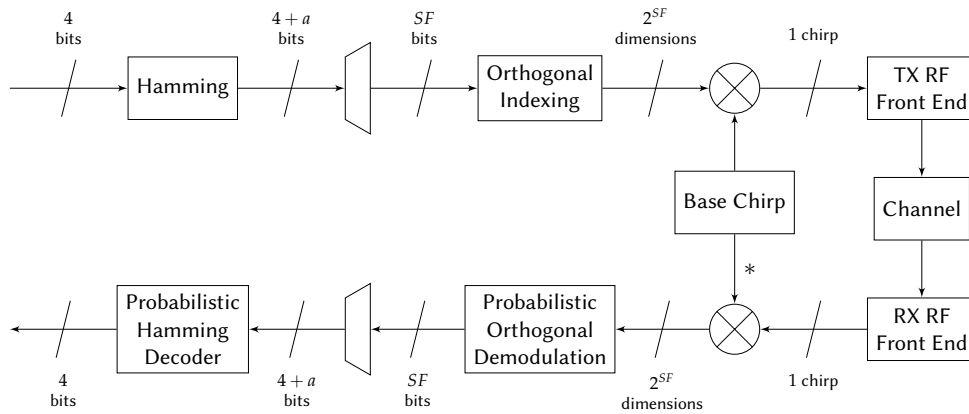 4
bits
Hamming
4 + a
bits
SF
bits
Orthogonal
Indexing
2^SF
dimensions
1 chirp
TX RF
Front End
Base Chirp
Channel
*
4
bits
Probabilistic
Hamming
Decoder
4 + a
bits
SF
bits
Probabilistic
Orthogonal
Demodulation
2^SF
dimensions
1 chirp
RX RF
Front End